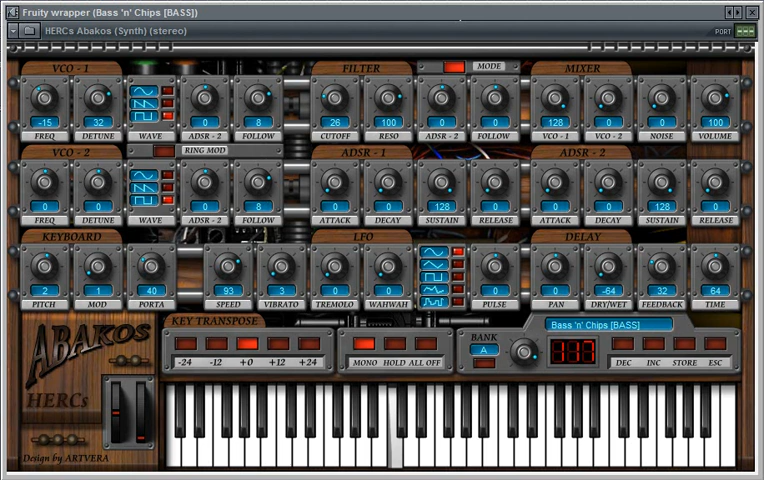 Fruity wrapper (Bass 'n' Chips [BASS])
HERCs Abakos (Synth) (stereo)
PORT ---
VCO - 1 FILTER MODE MIXER
-15 32 0 8 26 100 0 0 128 0 0 100
FREQ DETUNE WAVE ADSR - 2 FOLLOW CUTOFF RESO ADSR - 2 FOLLOW VCO - 1 VCO - 2 NOISE VOLUME
VCO - 2 RING MOD ADSR - 1 ADSR - 2
0 0 0 8 0 0 128 0 0 0 128 0
FREQ DETUNE WAVE ADSR - 2 FOLLOW ATTACK DECAY SUSTAIN RELEASE ATTACK DECAY SUSTAIN RELEASE
KEYBOARD LFO DELAY
2 1 40 93 3 0 0 0 0 -64 32 64
PITCH MOD PORTA SPEED VIBRATO TREMOLO WAHWAH PULSE PAN DRY/WET FEEDBACK TIME
ABAKOS
HERCs
Design by ARTVERA
KEY TRANSPOSE
-24 -12 +0 +12 +24
MONO HOLD ALL OFF
BANK
A
Bass 'n' Chips [BASS]
DEC INC STORE ESC